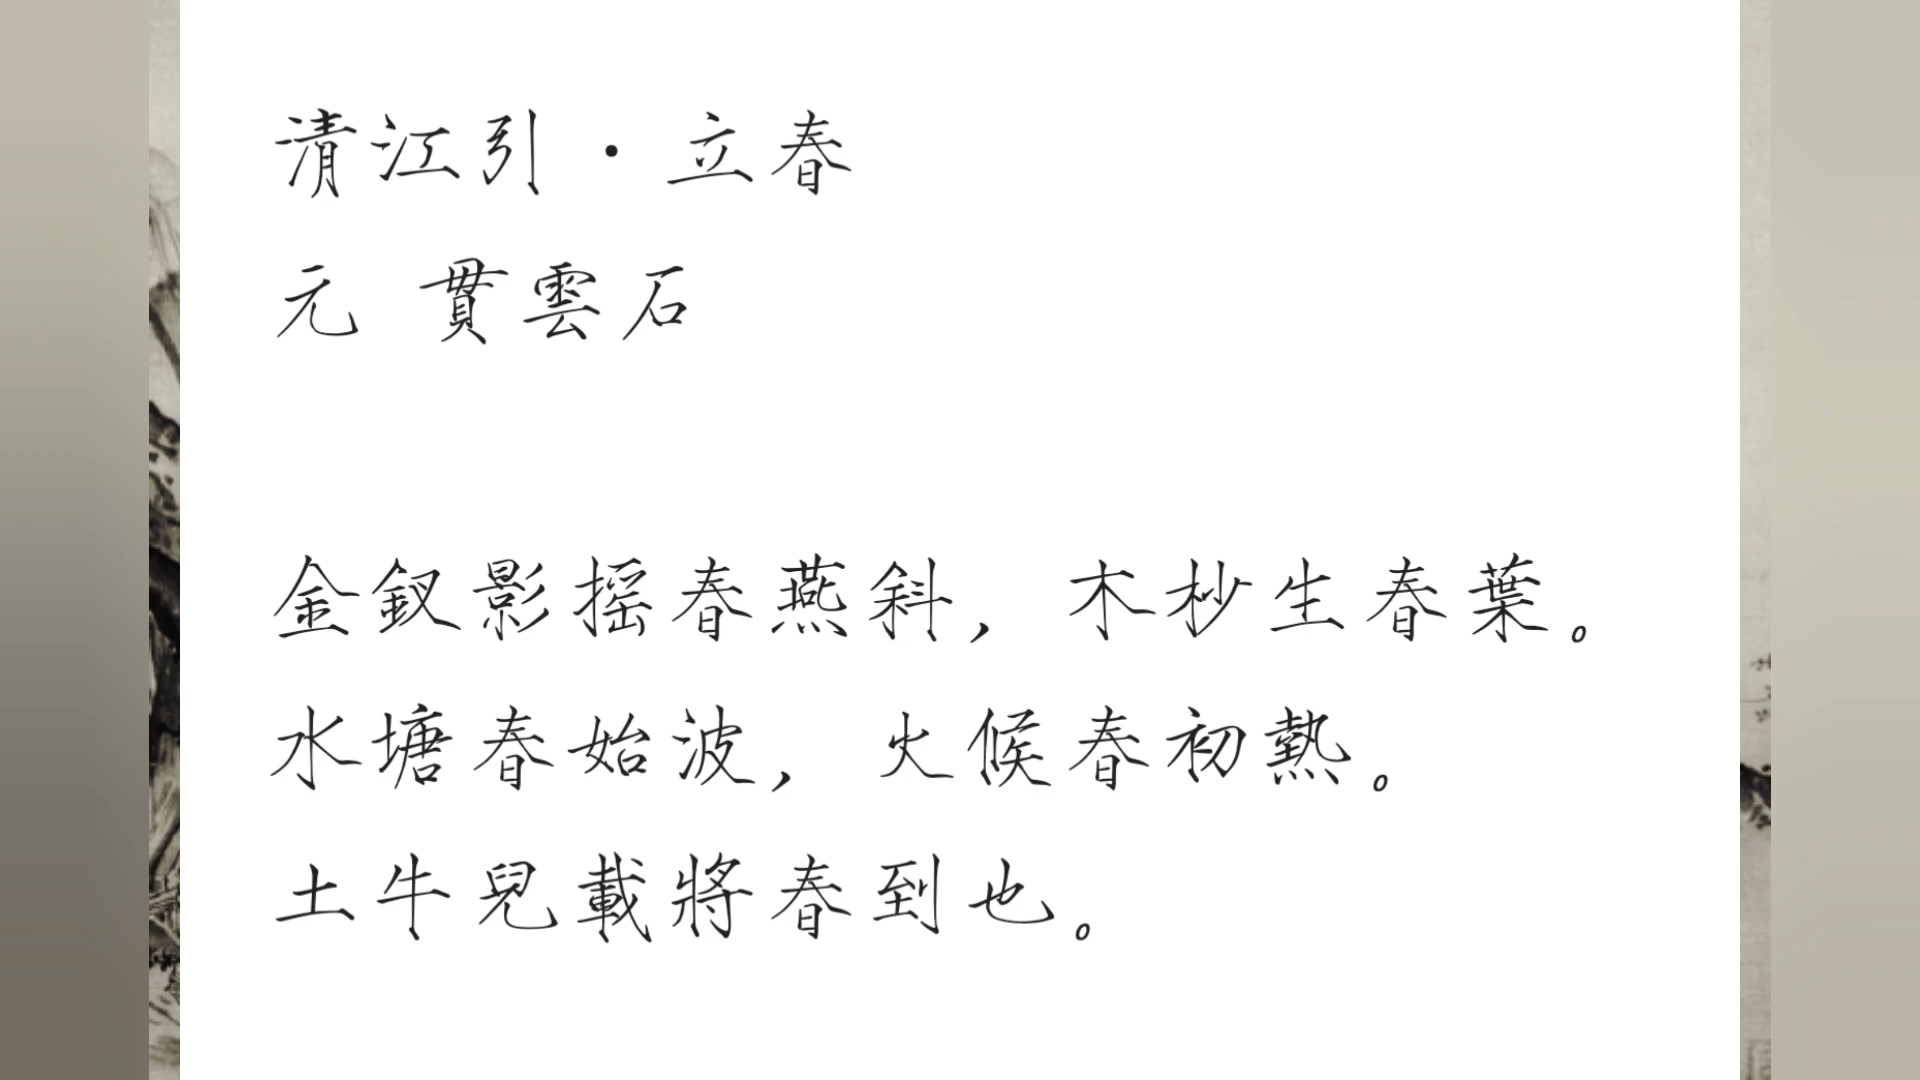 清江引·立春
元 貫雲石
金釵影摇春燕斜，木杪生春葉。
水塘春始波，火候春初熱。
土牛兒載將春到也。